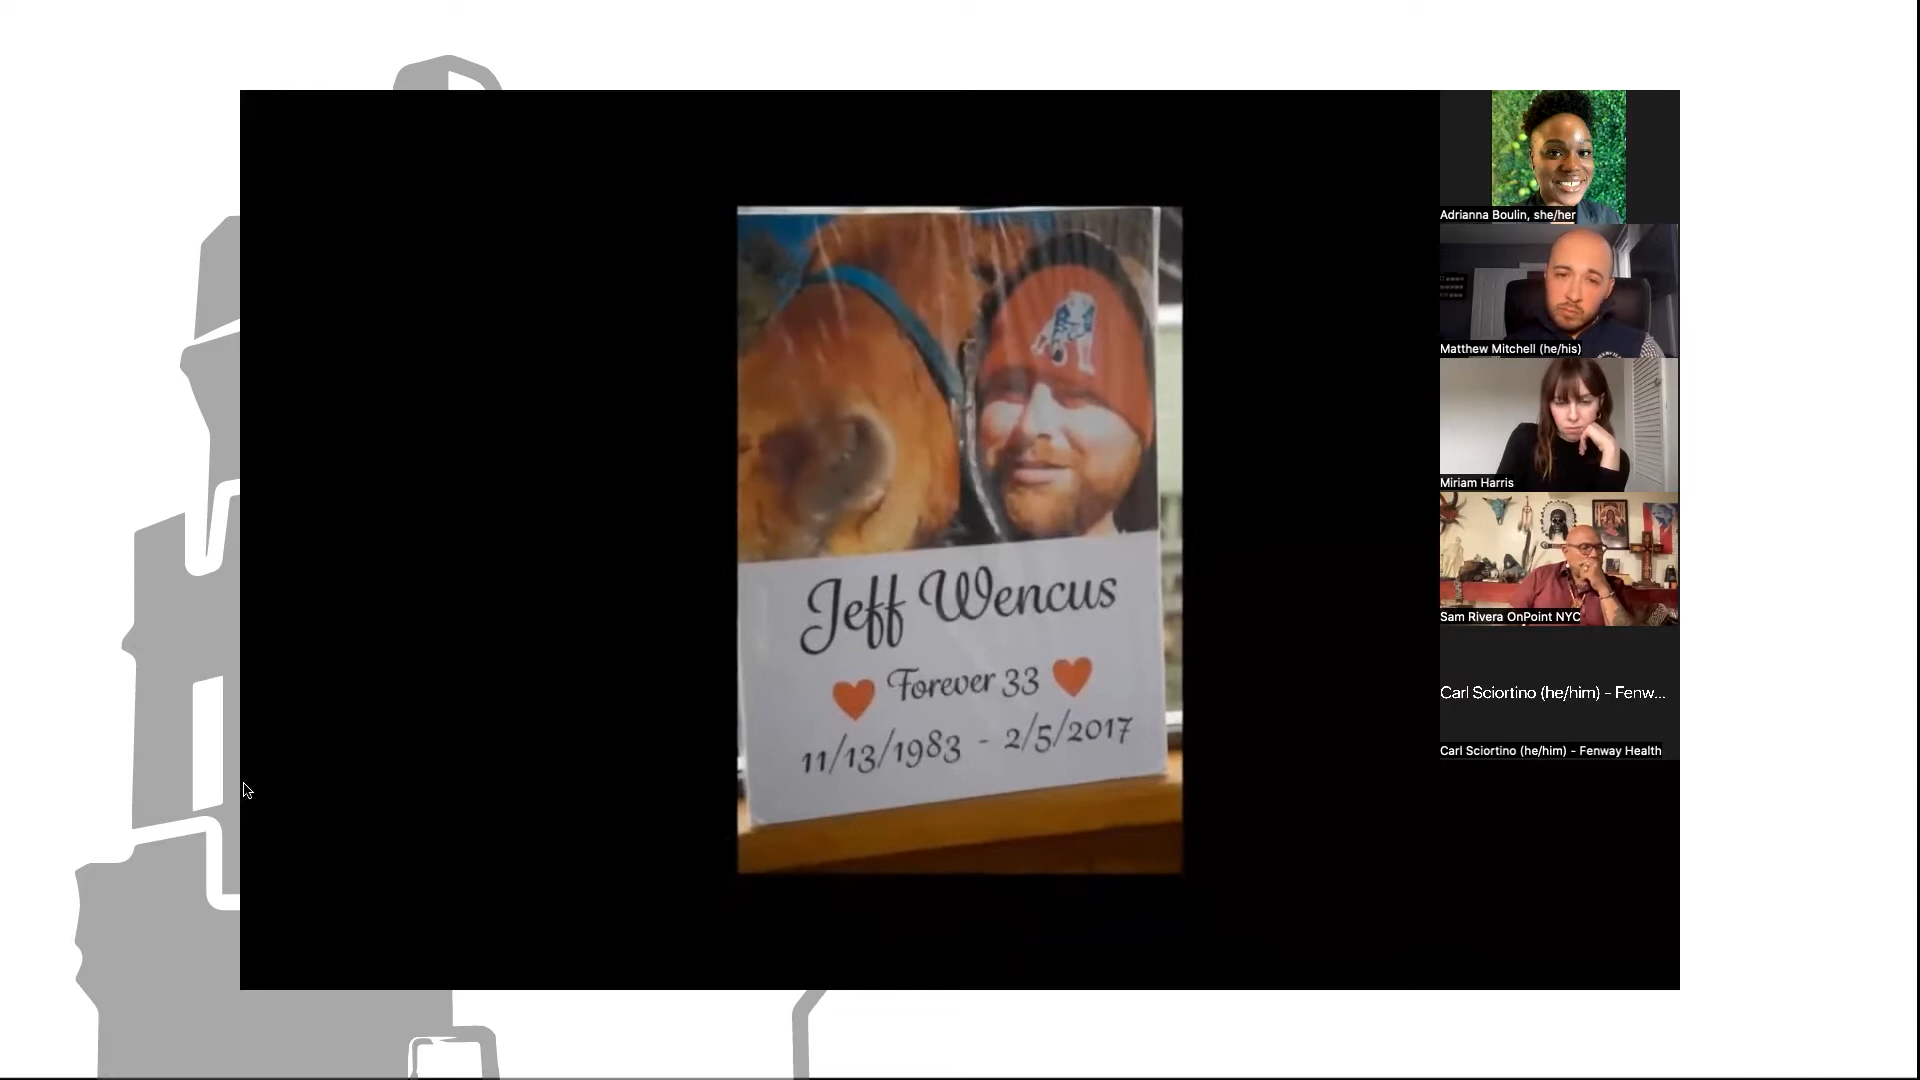 Jeff Wencus
Forever 33
11/13/1983 - 2/5/2017
Adrianna Boulin, she/her
Matthew Mitchell (he/his)
Miriam Harris
Sam Rivera OnPoint NYC
Carl Sciortino (he/him) - Fenw...
Carl Sciortino (he/him) - Fenway Health